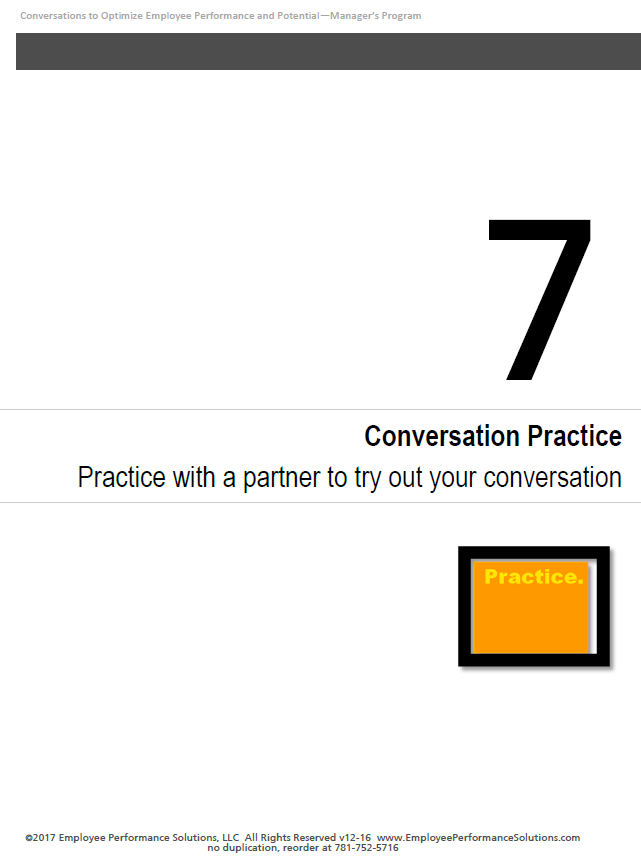 Conversations to Optimize Employee Performance and Potential—Manager's Program
7
Conversation Practice
Practice with a partner to try out your conversation
Practice.
©2017 Employee Performance Solutions, LLC All Rights Reserved v12-16 www.EmployeePerformanceSolutions.com
no duplication, reorder at 781-752-5716